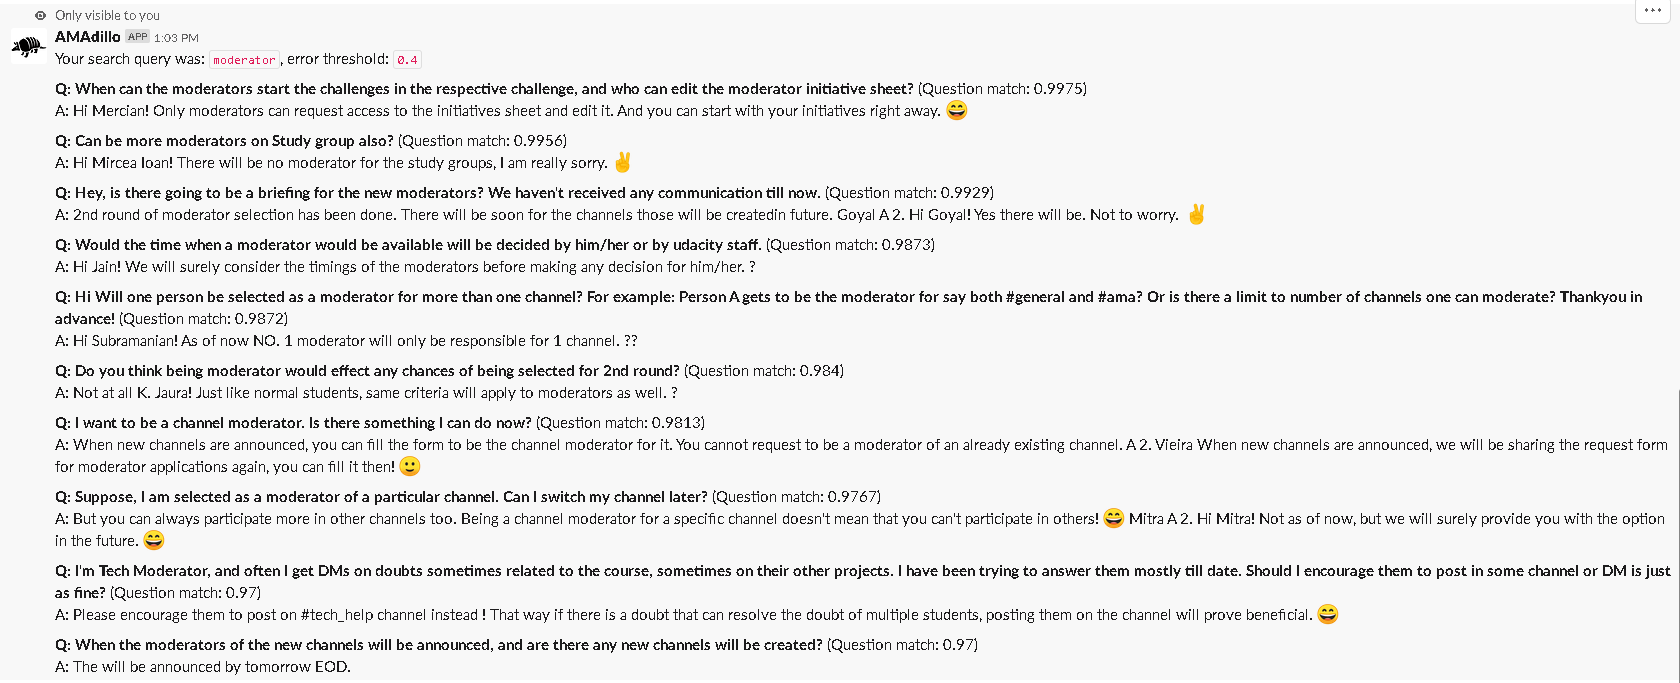 Only visible to you
AMAdillo APP 1:03 PM
Your search query was: moderator, error threshold: 0.4
Q: When can the moderators start the challenges in the respective challenge, and who can edit the moderator initiative sheet? (Question match: 0.9975)
A: Hi Mercian! Only moderators can request access to the initiatives sheet and edit it. And you can start with your initiatives right away. 😄
Q: Can be more moderators on Study group also? (Question match: 0.9956)
A: Hi Mircea Ioan! There will be no moderator for the study groups, I am really sorry. ✌
Q: Hey, is there going to be a briefing for the new moderators? We haven't received any communication till now. (Question match: 0.9929)
A: 2nd round of moderator selection has been done. There will be soon for the channels those will be createdin future. Goyal A 2. Hi Goyal! Yes there will be. Not to worry. ✌
Q: Would the time when a moderator would be available will be decided by him/her or by udacity staff. (Question match: 0.9873)
A: Hi Jain! We will surely consider the timings of the moderators before making any decision for him/her. ?
Q: Hi Will one person be selected as a moderator for more than one channel? For example: Person A gets to be the moderator for say both #general and #ama? Or is there a limit to number of channels one can moderate? Thankyou in
advance! (Question match: 0.9872)
A: Hi Subramanian! As of now NO. 1 moderator will only be responsible for 1 channel. ??
Q: Do you think being moderator would effect any chances of being selected for 2nd round? (Question match: 0.984)
A: Not at all K. Jaura! Just like normal students, same criteria will apply to moderators as well. ?
Q: I want to be a channel moderator. Is there something I can do now? (Question match: 0.9813)
A: When new channels are announced, you can fill the form to be the channel moderator for it. You cannot request to be a moderator of an already existing channel. A 2. Vieira When new channels are announced, we will be sharing the request form
for moderator applications again, you can fill it then! 🙂
Q: Suppose, I am selected as a moderator of a particular channel. Can I switch my channel later? (Question match: 0.9767)
A: But you can always participate more in other channels too. Being a channel moderator for a specific channel doesn't mean that you can't participate in others! 😄 Mitra A 2. Hi Mitra! Not as of now, but we will surely provide you with the option
in the future. 😄
Q: I'm Tech Moderator, and often I get DMs on doubts sometimes related to the course, sometimes on their other projects. I have been trying to answer them mostly till date. Should I encourage them to post in some channel or DM is just
as fine? (Question match: 0.97)
A: Please encourage them to post on #tech_help channel instead ! That way if there is a doubt that can resolve the doubt of multiple students, posting them on the channel will prove beneficial. 😄
Q: When the moderators of the new channels will be announced, and are there any new channels will be created? (Question match: 0.97)
A: The will be announced by tomorrow EOD.